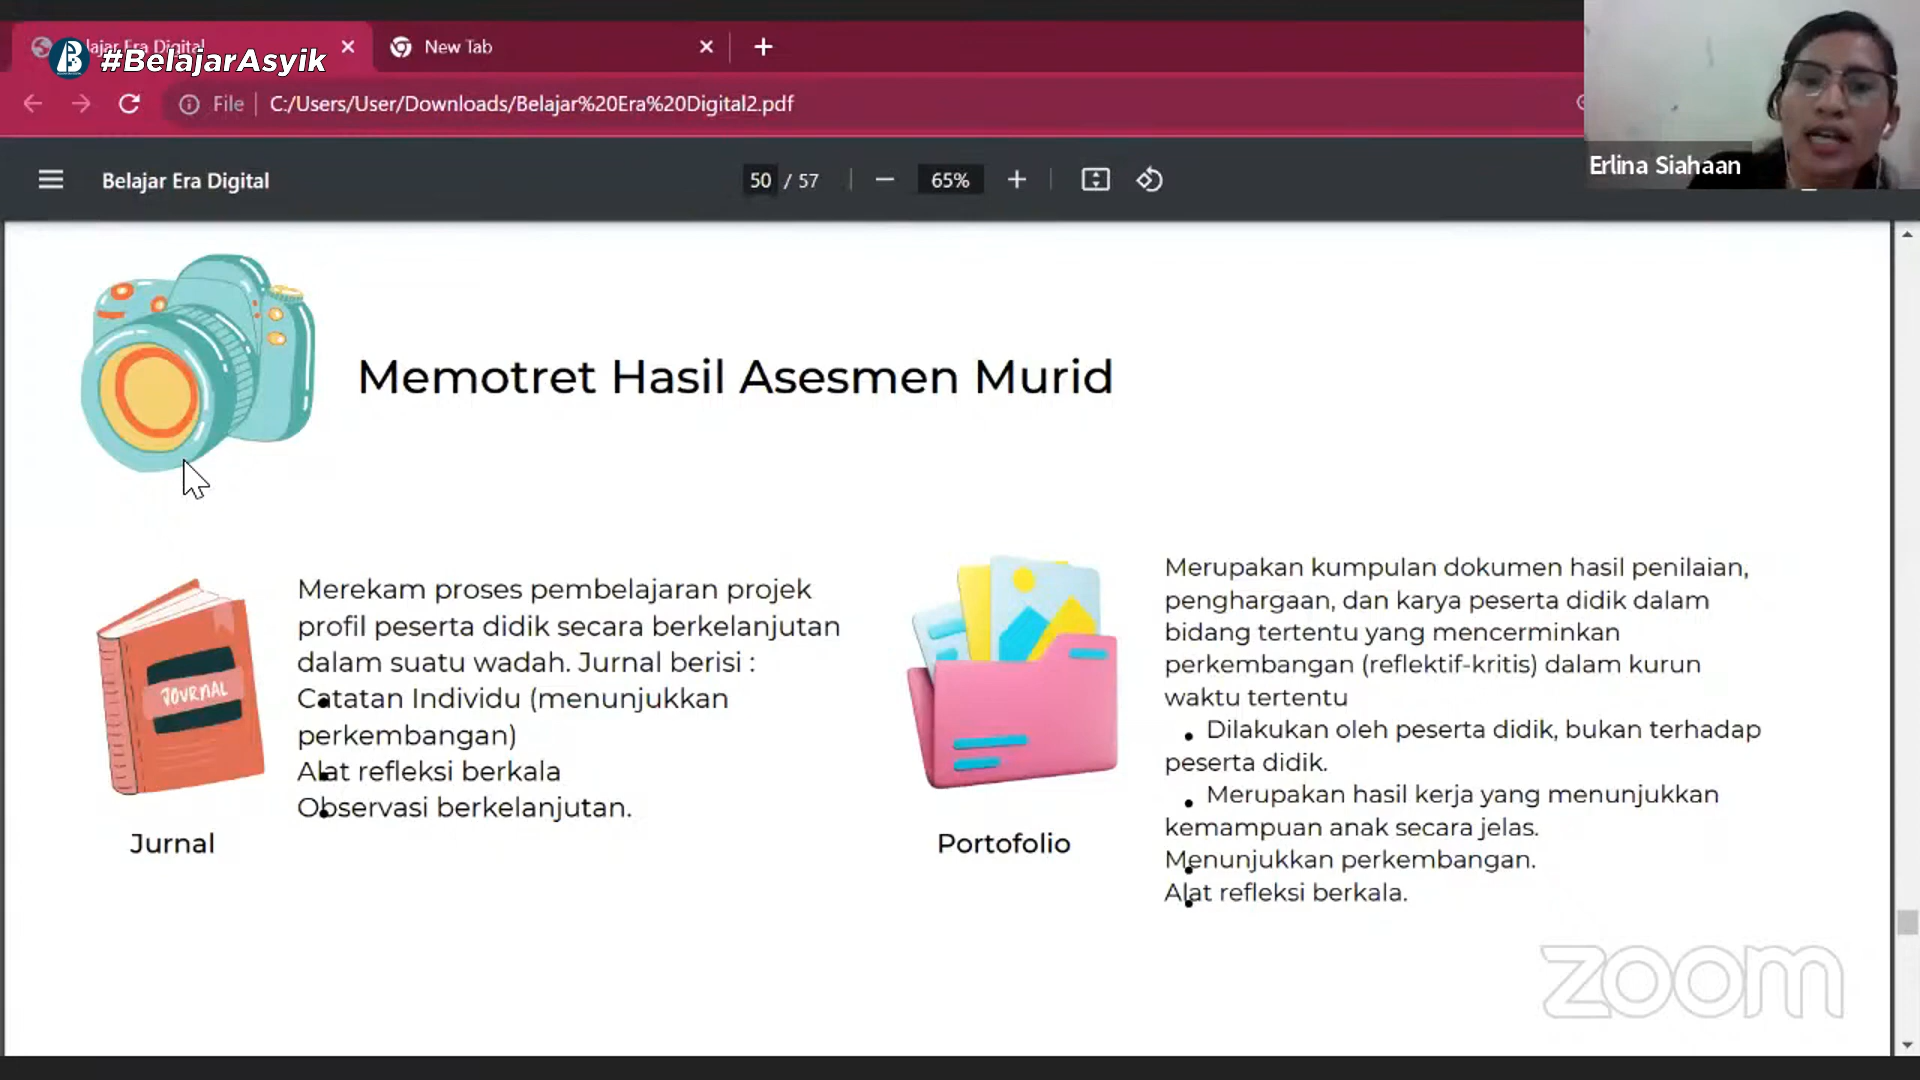 Belajar Era Digital
#BelajarAsyik
New Tab
File
C:/Users/User/Downloads/Belajar%20Era%20Digital2.pdf
Erlina Siahaan
Belajar Era Digital
50 / 57
65%
Memotret Hasil Asesmen Murid
JOURNAL
Jurnal
Merekam proses pembelajaran projek
profil peserta didik secara berkelanjutan
dalam suatu wadah. Jurnal berisi :
Catatan Individu (menunjukkan
perkembangan)
Alat refleksi berkala
Observasi berkelanjutan.
Portofolio
Merupakan kumpulan dokumen hasil penilaian,
penghargaan, dan karya peserta didik dalam
bidang tertentu yang mencerminkan
perkembangan (reflektif-kritis) dalam kurun
waktu tertentu
• Dilakukan oleh peserta didik, bukan terhadap
peserta didik.
• Merupakan hasil kerja yang menunjukkan
kemampuan anak secara jelas.
Menunjukkan perkembangan.
Alat refleksi berkala.
zoom